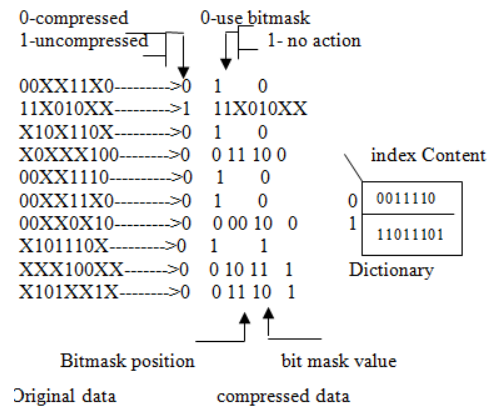 0-compressed 0-use bitmask
1-uncompressed 1- no action
00XX11X0--------->0 1 0
11X010XX--------->1 11X010XX
X10X110X--------->0 1 0
X0XXX100--------->0 0 11 10 0
index Content
00XX1110--------->0 1 0
00XX11X0--------->0 1 0 0 0011110
00XX0X10--------->0 0 00 10 0 1 11011101
X101110X--------->0 1 1
XXX100XX------->0 0 10 11 1 Dictionary
X101XX1X-------->0 0 11 10 1
Bitmask position bit mask value
Original data compressed data